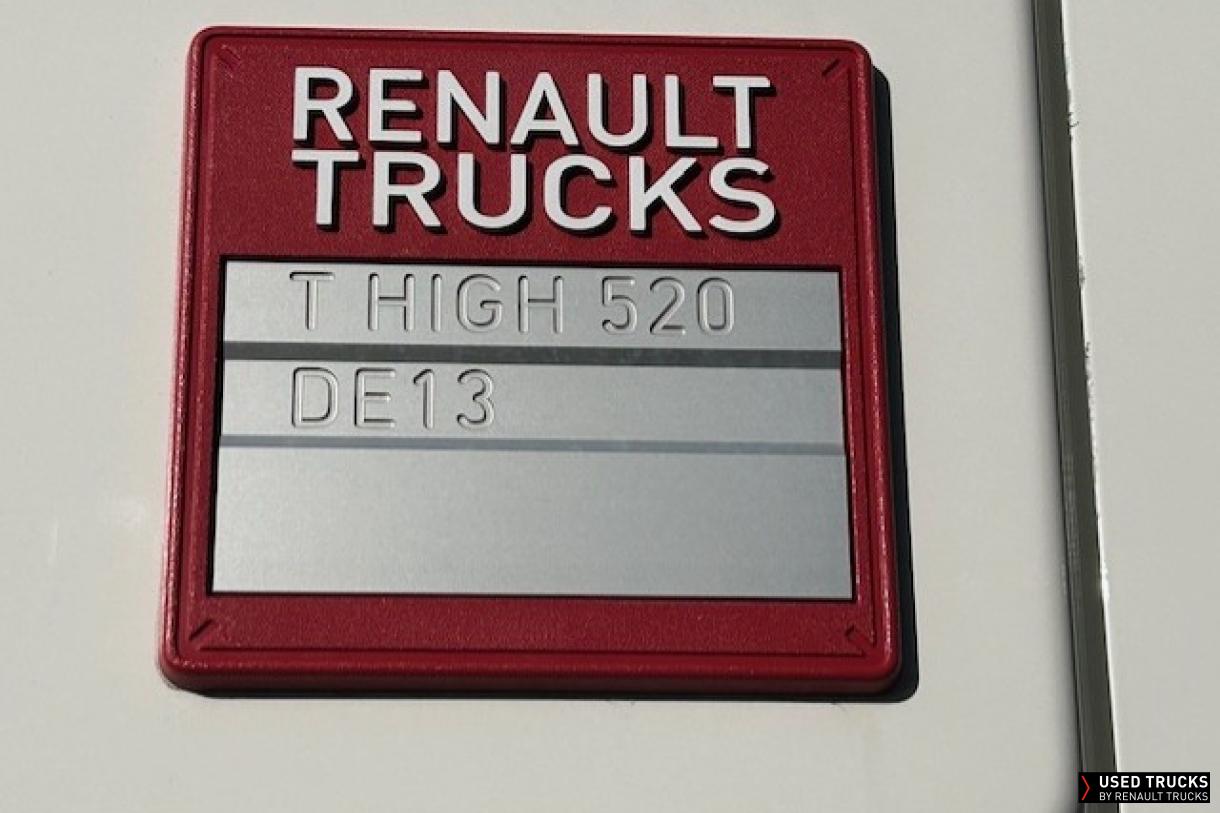 RENAULT
TRUCKS
T HIGH 520
DE13
USED TRUCKS
BY RENAULT TRUCKS